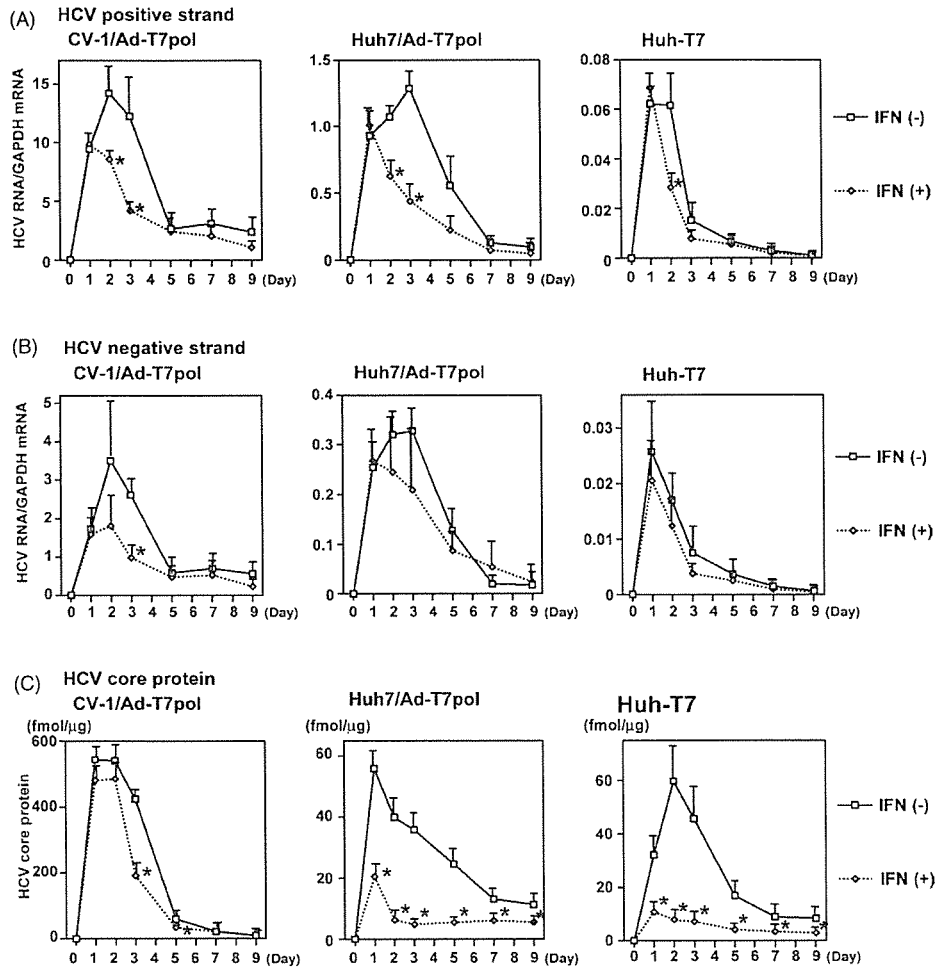 (A) HCV positive strand
CV-1/Ad-T7pol Huh7/Ad-T7pol Huh-T7
HCV RNA/GAPDH mRNA
15
10
5
0
0 1 2 3 4 5 6 7 8 9 (Day)
* *
1.5
1.0
0.5
0.0
0 1 2 3 4 5 6 7 8 9 (Day)
* *
0.08
0.06
0.04
0.02
0
0 1 2 3 4 5 6 7 8 9 (Day)
*
IFN (-)
IFN (+)
(B) HCV negative strand
CV-1/Ad-T7pol Huh7/Ad-T7pol Huh-T7
HCV RNA/GAPDH mRNA
5
4
3
2
1
0
0 1 2 3 4 5 6 7 8 9 (Day)
*
0.4
0.3
0.2
0.1
0.0
0 1 2 3 4 5 6 7 8 9 (Day)
0.03
0.02
0.01
0
0 1 2 3 4 5 6 7 8 9 (Day)
IFN (-)
IFN (+)
(C) HCV core protein
CV-1/Ad-T7pol Huh7/Ad-T7pol Huh-T7
(fmol/µg) (fmol/µg) (fmol/µg)
HCV core protein
600
400
200
0
0 1 2 3 4 5 6 7 8 9 (Day)
* *
60
40
20
0
0 1 2 3 4 5 6 7 8 9 (Day)
* * * * * *
60
40
20
0
0 1 2 3 4 5 6 7 8 9 (Day)
* * * * * *
IFN (-)
IFN (+)